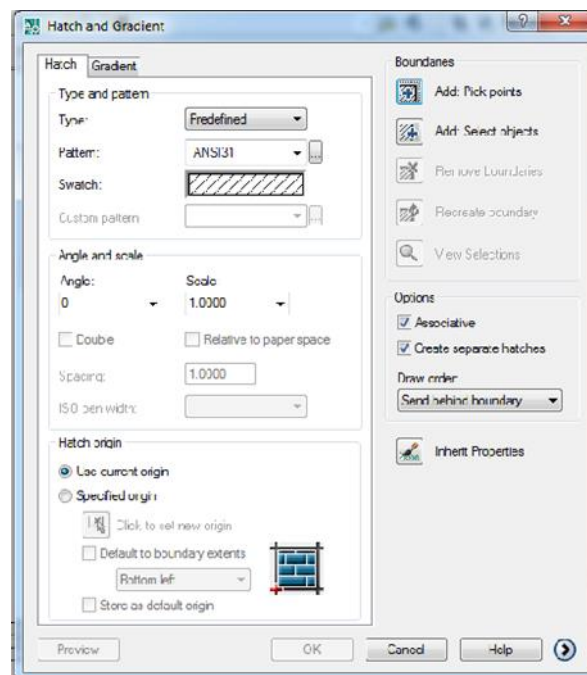 Hatch and Gradient
Hatch
Gradient
Type and pattern
Type:
Predefined
Pattern:
ANSI31
...
Swatch:
Custom pattern
...
Angle and scale
Angle:
Scale
0
1.0000
Double
Relative to paper space
Spacing:
1.0000
ISO pen width:
Hatch origin
Use current origin
Specified origin
Click to set new origin
Default to boundary extents
Bottom left
Store as default origin
Boundaries
Add: Pick points
Add: Select objects
Remove boundaries
Recreate boundary
View Selections
Options
Associative
Create separate hatches
Draw order:
Send behind boundary
Inherit Properties
Preview
OK
Cancel
Help